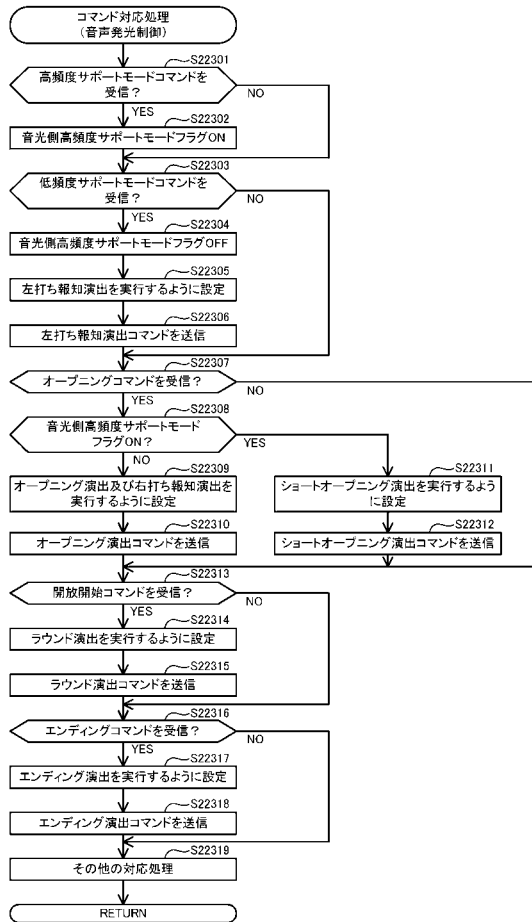 コマンド対応処理
(音声発光制御)
S22301
高頻度サポートモードコマンドを
受信?
NO
YES
S22302
音光側高頻度サポートモードフラグON
S22303
低頻度サポートモードコマンドを
受信?
NO
YES
S22304
音光側高頻度サポートモードフラグOFF
S22305
左打ち報知演出を実行するように設定
S22306
左打ち報知演出コマンドを送信
S22307
オープニングコマンドを受信?
NO
YES
S22308
音光側高頻度サポートモード
フラグON?
YES
NO
S22309
オープニング演出及び右打ち報知演出を
実行するように設定
S22310
オープニング演出コマンドを送信
S22311
ショートオープニング演出を実行するよう
に設定
S22312
ショートオープニング演出コマンドを送信
S22313
開放開始コマンドを受信?
NO
YES
S22314
ラウンド演出を実行するように設定
S22315
ラウンド演出コマンドを送信
S22316
エンディングコマンドを受信?
NO
YES
S22317
エンディング演出を実行するように設定
S22318
エンディング演出コマンドを送信
S22319
その他の対応処理
RETURN